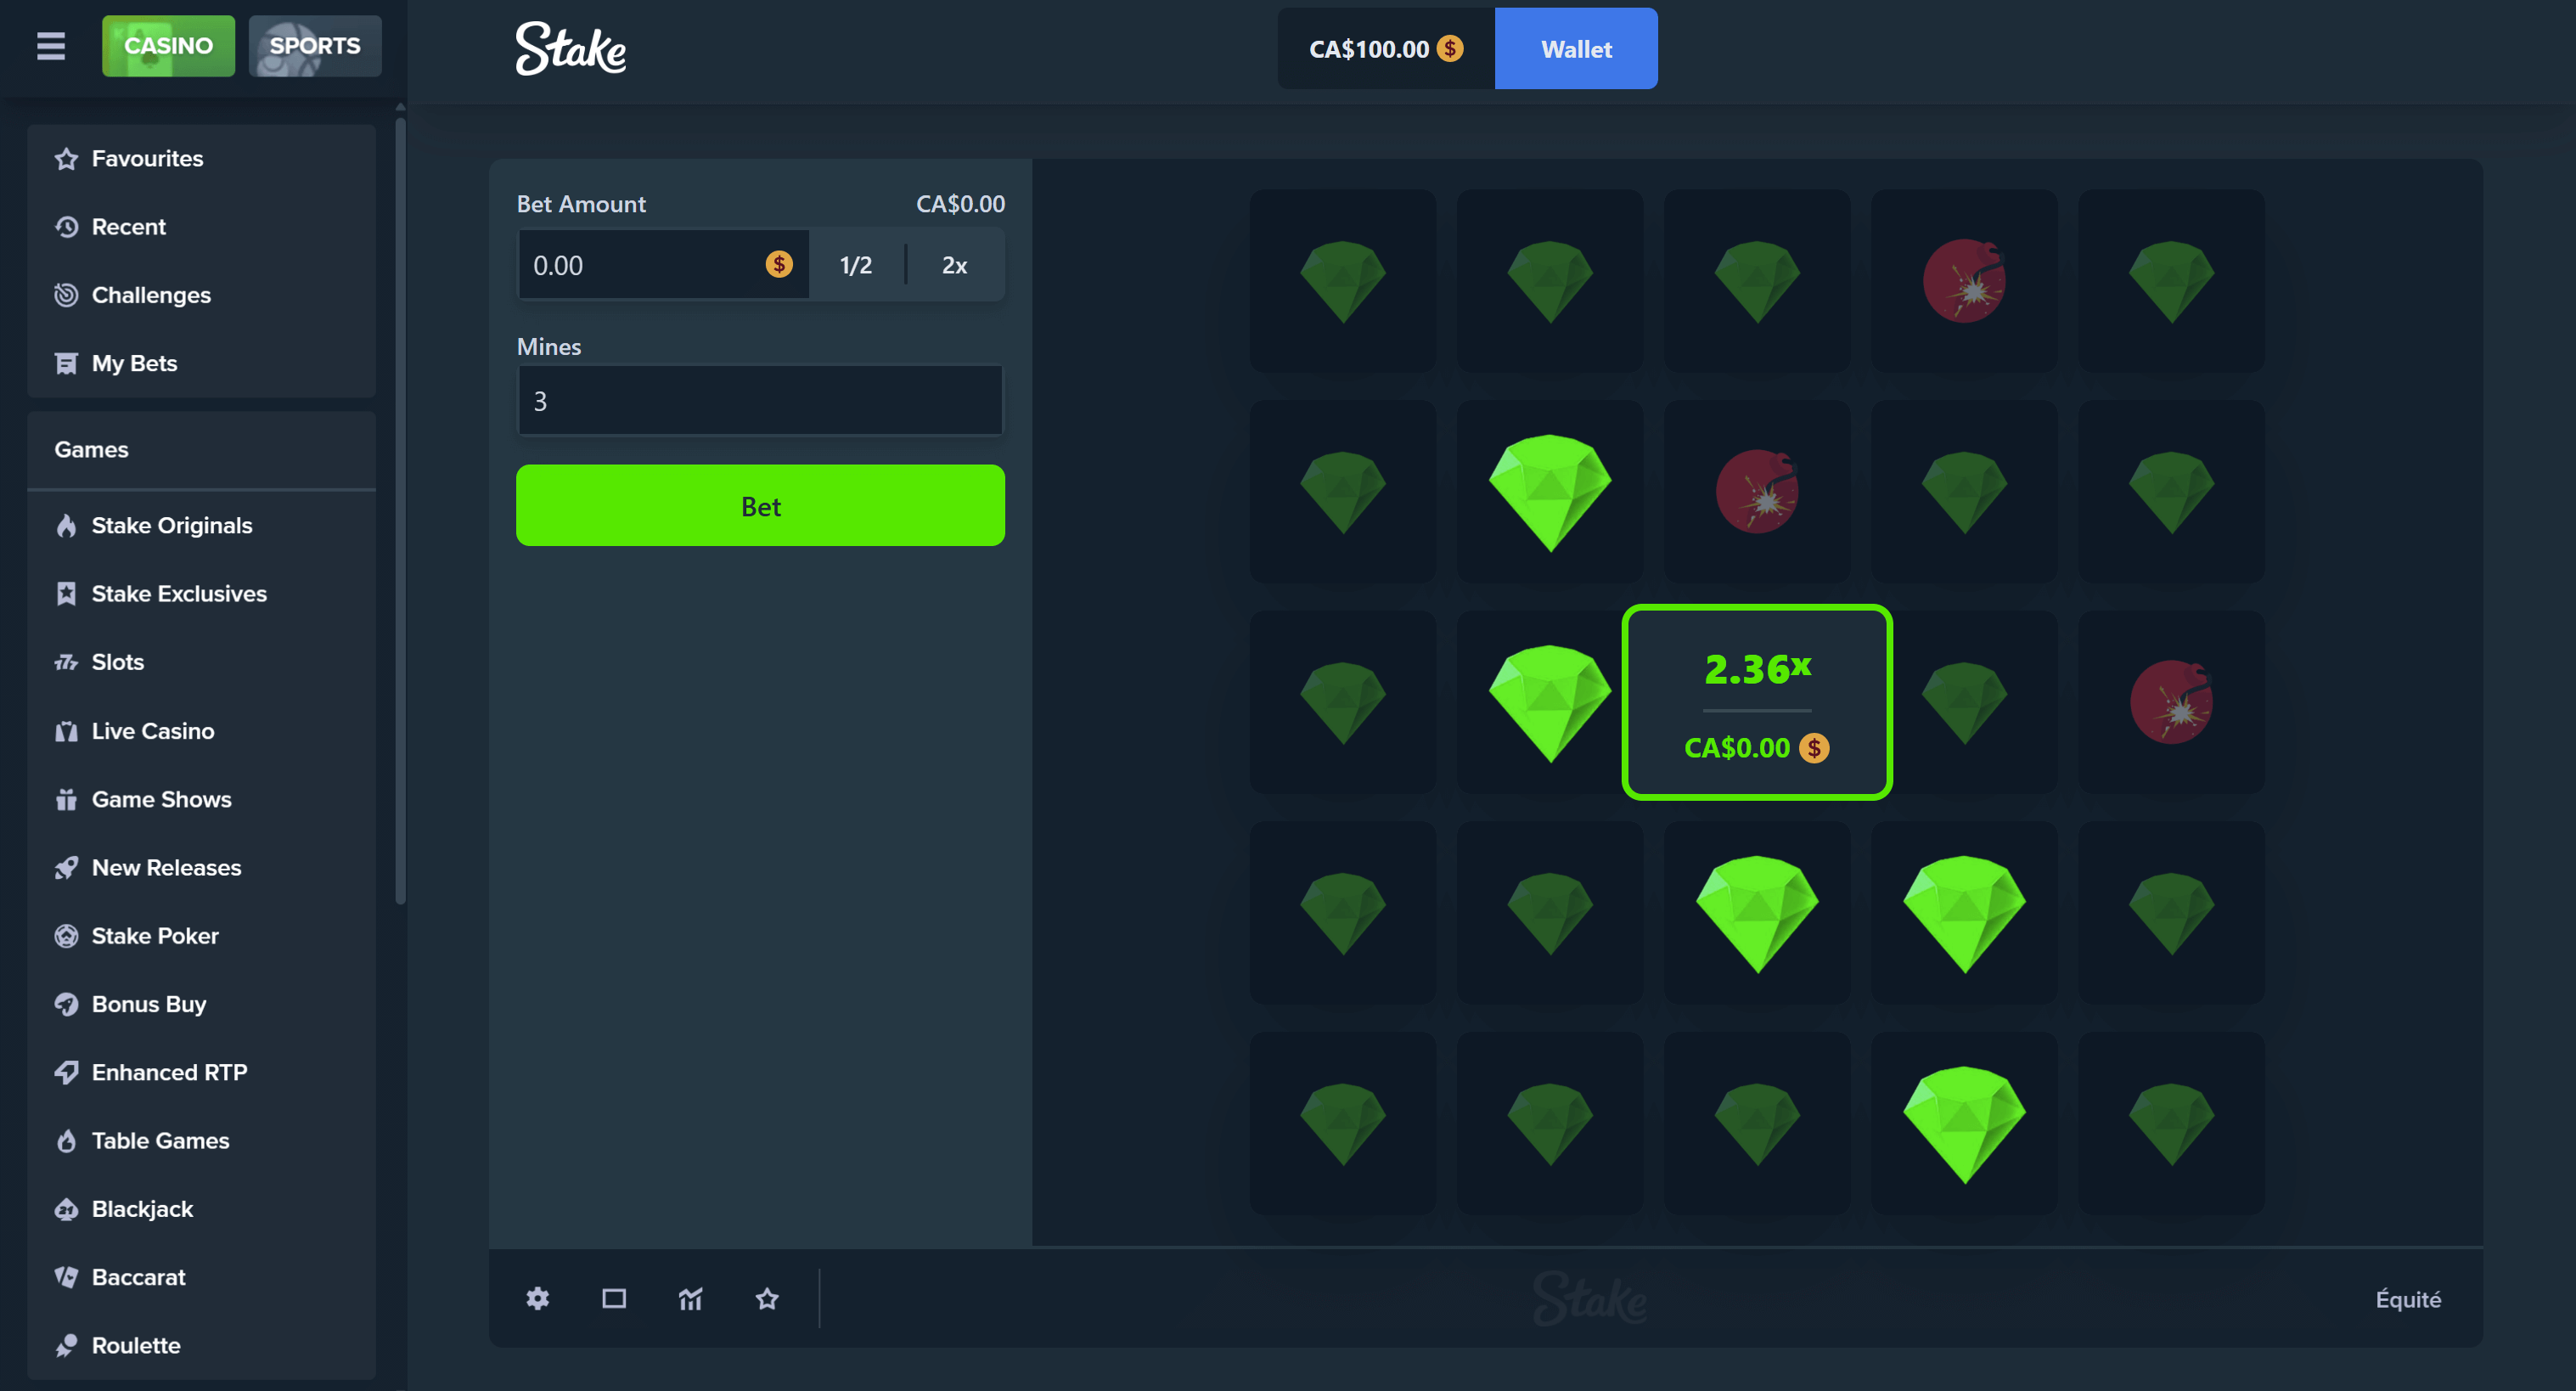 CASINO
SPORTS
Stake
CA$100.00
Wallet
Favourites
Recent
Challenges
My Bets
Games
Stake Originals
Stake Exclusives
Slots
Live Casino
Game Shows
New Releases
Stake Poker
Bonus Buy
Enhanced RTP
Table Games
Blackjack
Baccarat
Roulette
Bet Amount CA$0.00
0.00 $ 1/2 2x
Mines
3
Bet
2.36x
CA$0.00 $
Stake
Équité